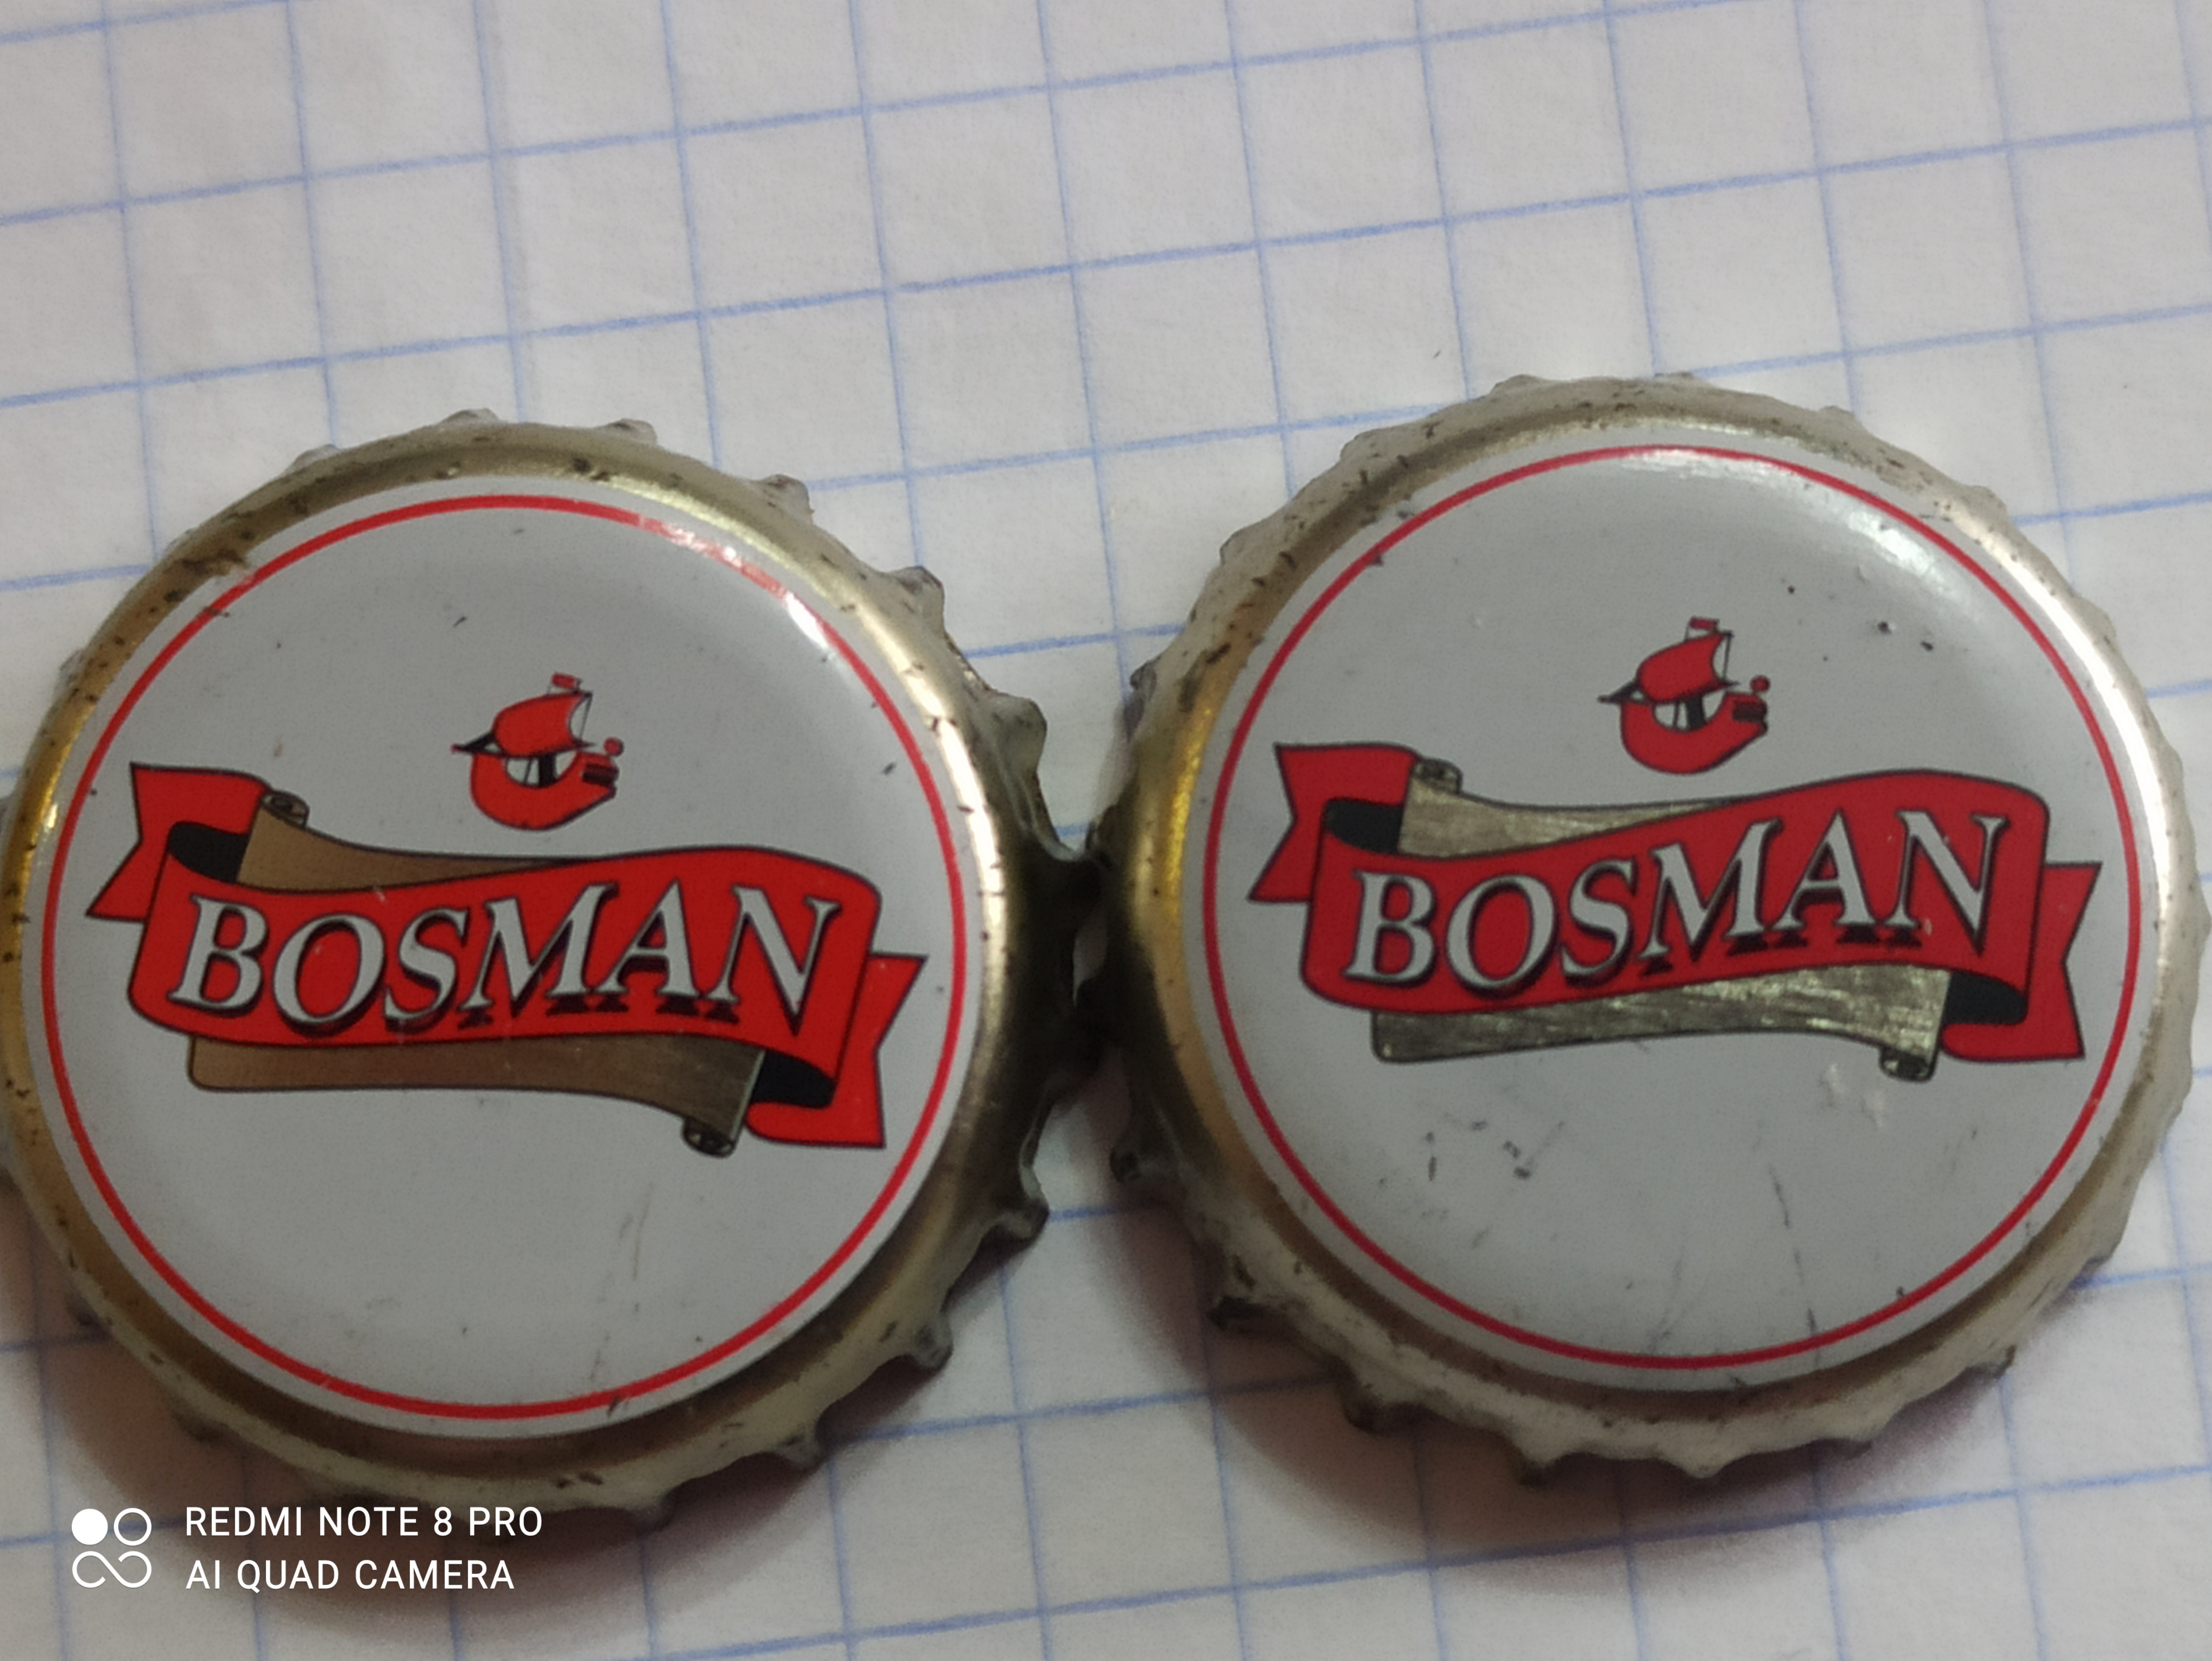 BOSMAN
BOSMAN
REDMI NOTE 8 PRO
AI QUAD CAMERA